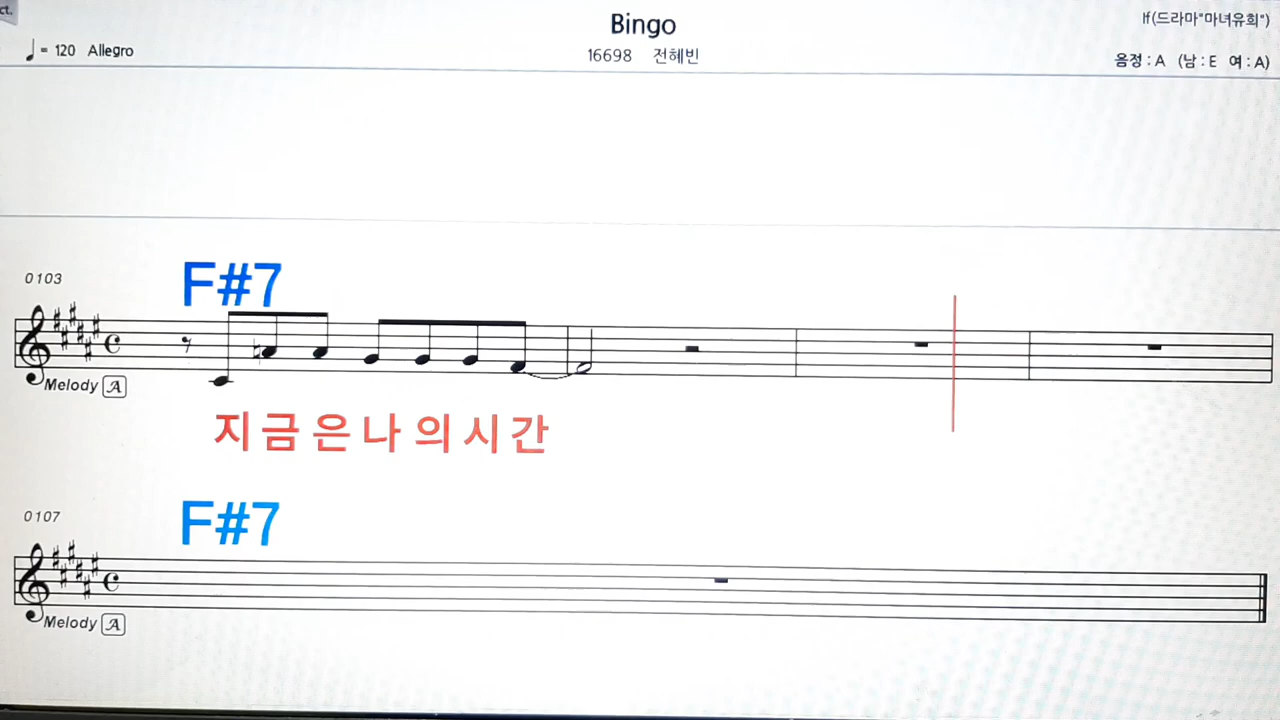 ct.
Bingo
If(드라마"마녀유희")
♩= 120 Allegro
16698 전혜빈
음정 : A (남 : E 여 : A)
0103
F#7
Melody A
지금은나의시간
0107
F#7
Melody A